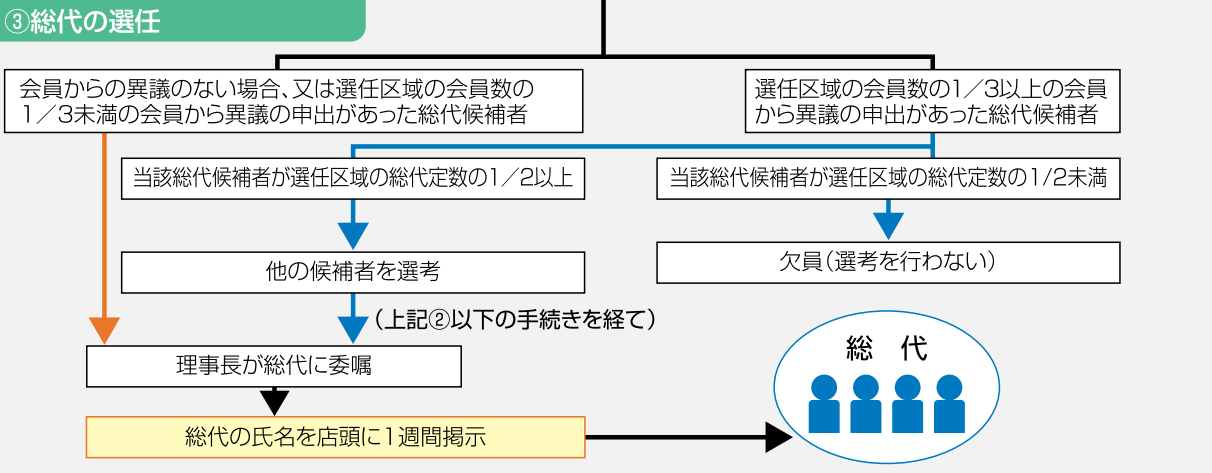 ③総代の選任
会員からの異議のない場合、又は選任区域の会員数の
1／3未満の会員から異議の申出があった総代候補者
選任区域の会員数の1／3以上の会員
から異議の申出があった総代候補者
当該総代候補者が選任区域の総代定数の1／2以上
当該総代候補者が選任区域の総代定数の1/2未満
他の候補者を選考
欠員（選考を行わない）
（上記②以下の手続きを経て）
理事長が総代に委嘱
総代の氏名を店頭に1週間掲示
総　代